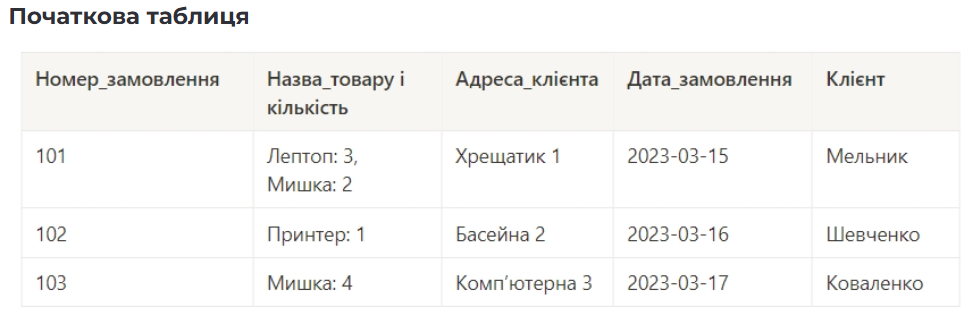 Початкова таблиця
Номер_замовлення Назва_товару і кількість Адреса_клієнта Дата_замовлення Клієнт
101 Лептоп: 3, Мишка: 2 Хрещатик 1 2023-03-15 Мельник
102 Принтер: 1 Басейна 2 2023-03-16 Шевченко
103 Мишка: 4 Комп’ютерна 3 2023-03-17 Коваленко